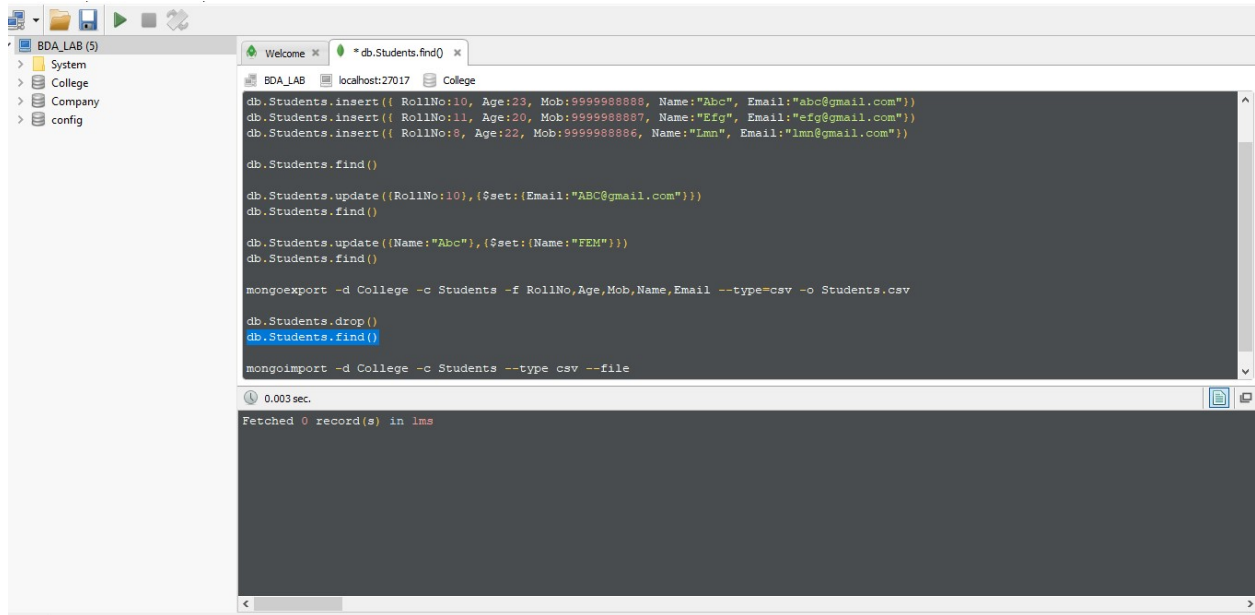 BDA_LAB (5)
System
College
Company
config
Welcome
* db.Students.find()
BDA_LAB localhost:27017 College
db.Students.insert({ RollNo:10, Age:23, Mob:9999988888, Name:"Abc", Email:"abc@gmail.com"})
db.Students.insert({ RollNo:11, Age:20, Mob:9999988887, Name:"Efg", Email:"efg@gmail.com"})
db.Students.insert({ RollNo:8, Age:22, Mob:9999988886, Name:"Lmn", Email:"lmn@gmail.com"})
db.Students.find()
db.Students.update({RollNo:10},{$set:{Email:"ABC@gmail.com"}})
db.Students.find()
db.Students.update({Name:"Abc"},{$set:{Name:"FEM"}})
db.Students.find()
mongoexport -d College -c Students -f RollNo,Age,Mob,Name,Email --type=csv -o Students.csv
db.Students.drop()
db.Students.find()
mongoimport -d College -c Students --type csv --file
0.003 sec.
Fetched 0 record(s) in 1ms